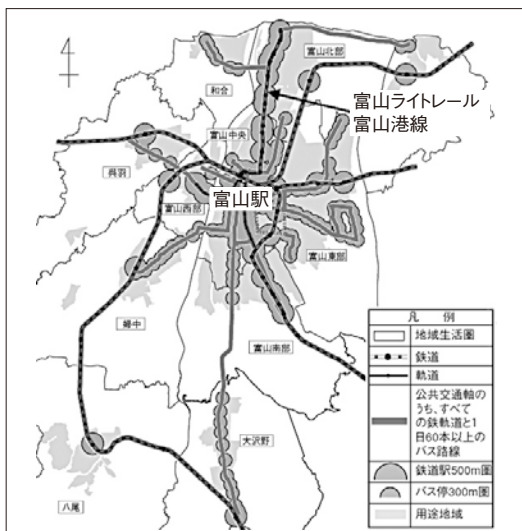 富山北部
和合
富山ライトレール
富山港線
富山中央
呉羽
富山駅
富山西部
富山東部
婦中
富山南部
大沢野
八尾
凡 例
地域生活圏
鉄道
軌道
公共交通軸の
うち、すべて
の鉄軌道と1
日60本以上の
バス路線
鉄道駅500m圏
バス停300m圏
用途地域